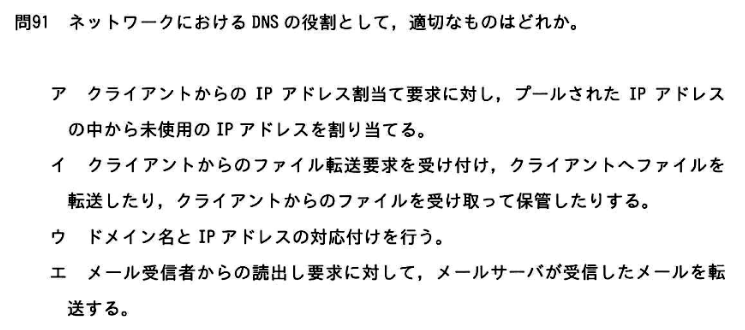 問91　ネットワークにおける DNS の役割として，適切なものはどれか。
ア　クライアントからの IP アドレス割当て要求に対し，プールされた IP アドレス
の中から未使用の IP アドレスを割り当てる。
イ　クライアントからのファイル転送要求を受け付け，クライアントへファイルを
転送したり，クライアントからのファイルを受け取って保管したりする。
ウ　ドメイン名と IP アドレスの対応付けを行う。
エ　メール受信者からの読出し要求に対して，メールサーバが受信したメールを転
送する。